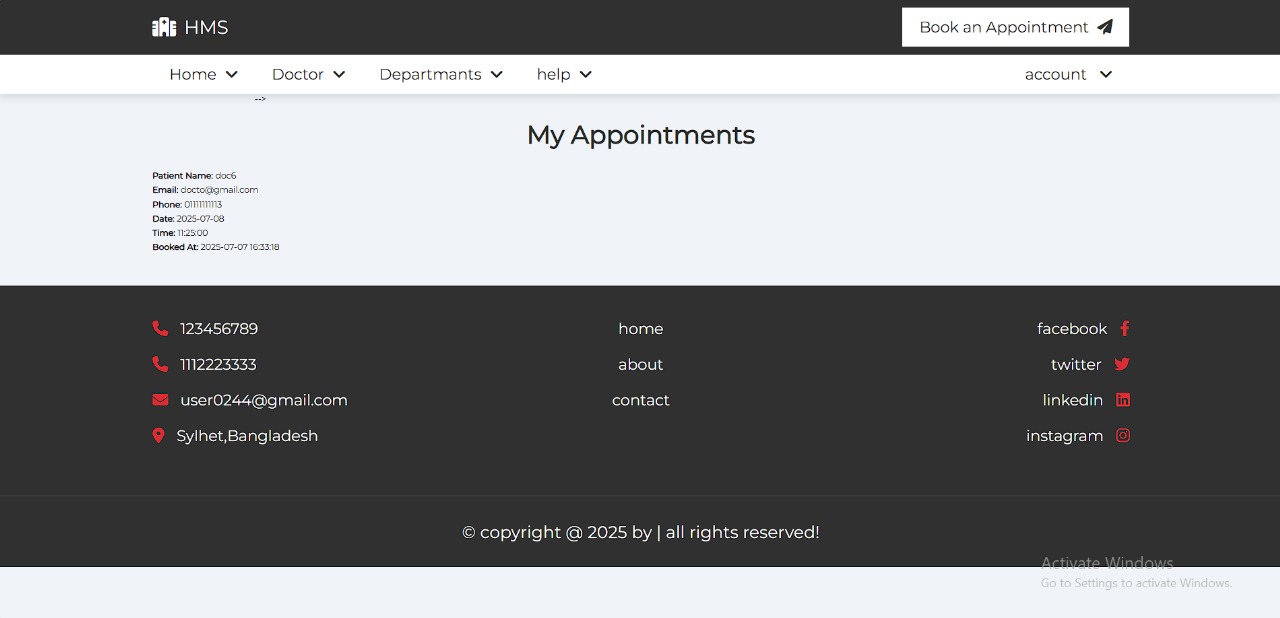 HMS
Book an Appointment
Home Doctor Departmants help account
-->
My Appointments
Patient Name: doc6
Email: docto@gmail.com
Phone: 01111111113
Date: 2025-07-08
Time: 11:25:00
Booked At: 2025-07-07 16:33:18
123456789 home facebook
1112223333 about twitter
user0244@gmail.com contact linkedin
Sylhet,Bangladesh instagram
© copyright @ 2025 by | all rights reserved!
Activate Windows
Go to Settings to activate Windows.